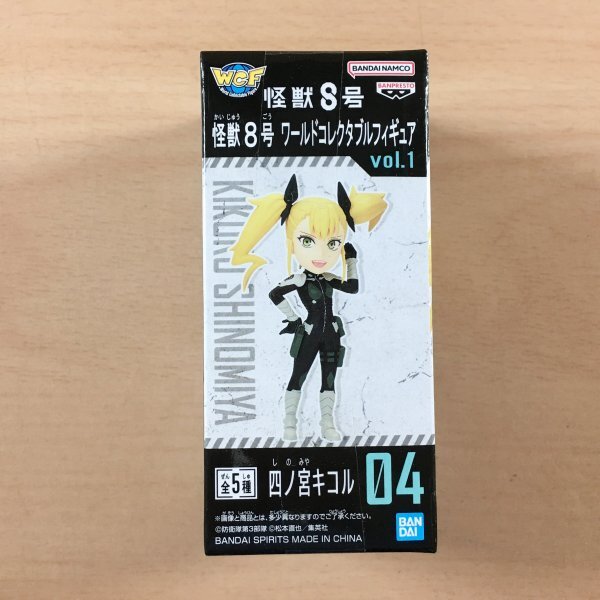 WCF
World Collectable Figure
BANDAI NAMCO
BANPRESTO
怪獣8号
かいじゅう ごう
怪獣8号 ワールドコレクタブルフィギュア
vol.1
KIKORU SHINOMIYA
ぜん しゅ
全5種
し の みや
四ノ宮キコル
04
※画像と商品とは、多少異なりますのでご了承ください。
©防衛隊第3部隊 ©松本直也／集英社
BANDAI SPIRITS MADE IN CHINA
BAN
DAI